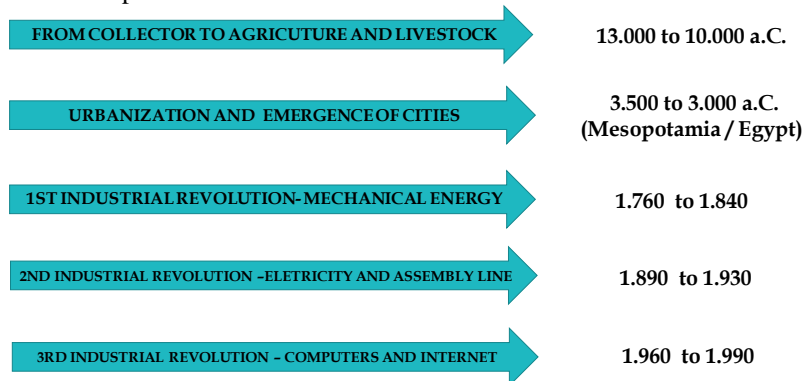 FROM COLLECTOR TO AGRICUTURE AND LIVESTOCK
13.000 to 10.000 a.C.
URBANIZATION AND EMERGENCE OF CITIES
3.500 to 3.000 a.C.
(Mesopotamia / Egypt)
1ST INDUSTRIAL REVOLUTION- MECHANICAL ENERGY
1.760 to 1.840
2ND INDUSTRIAL REVOLUTION –ELETRICITY AND ASSEMBLY LINE
1.890 to 1.930
3RD INDUSTRIAL REVOLUTION – COMPUTERS AND INTERNET
1.960 to 1.990